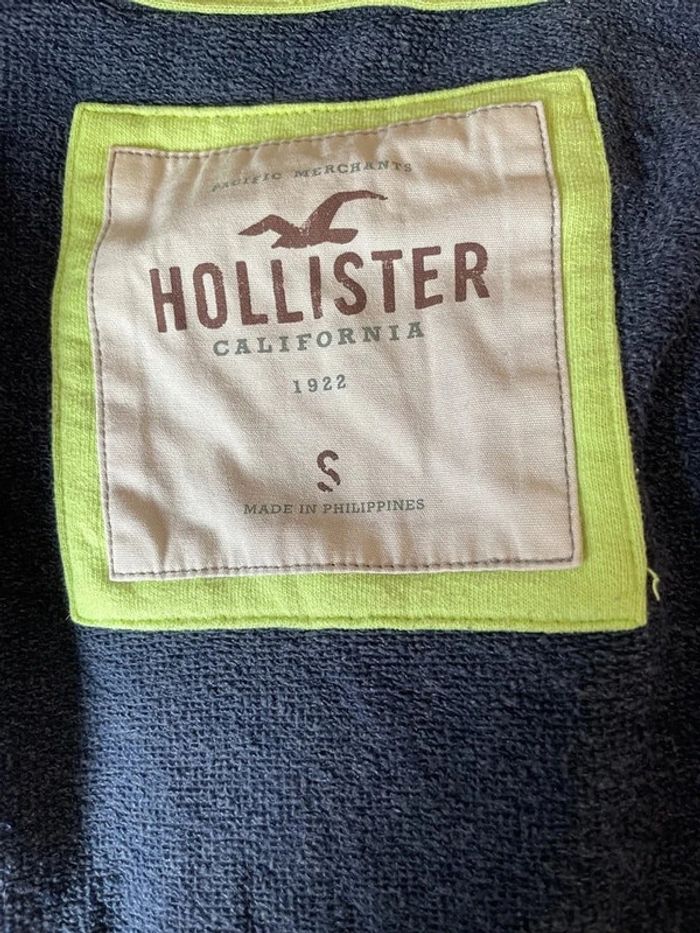 PACIFIC MERCHANTS
HOLLISTER
CALIFORNIA
1922
S
MADE IN PHILIPPINES